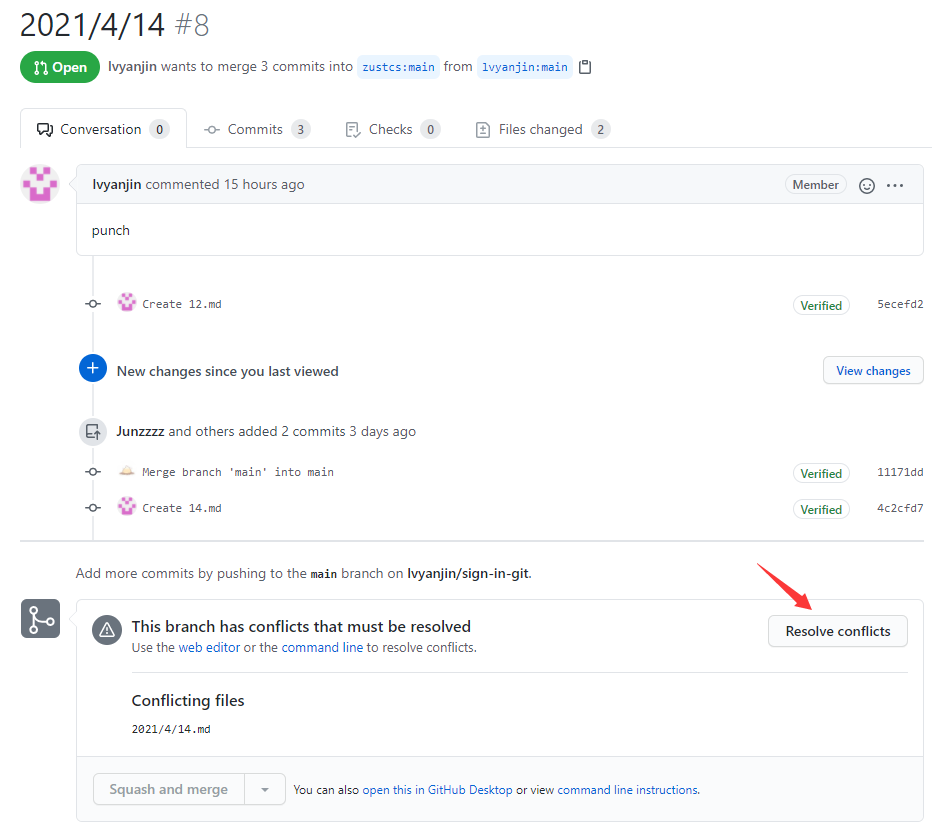 2021/4/14 #8
Open lvyanjin wants to merge 3 commits into zustcs:main from lvyanjin:main
Conversation 0 Commits 3 Checks 0 Files changed 2
lvyanjin commented 15 hours ago Member
punch
Create 12.md Verified 5ecefd2
New changes since you last viewed View changes
Junzzzz and others added 2 commits 3 days ago
Merge branch 'main' into main Verified 11171dd
Create 14.md Verified 4c2cfd7
Add more commits by pushing to the main branch on lvyanjin/sign-in-git.
This branch has conflicts that must be resolved Resolve conflicts
Use the web editor or the command line to resolve conflicts.
Conflicting files
2021/4/14.md
Squash and merge You can also open this in GitHub Desktop or view command line instructions.